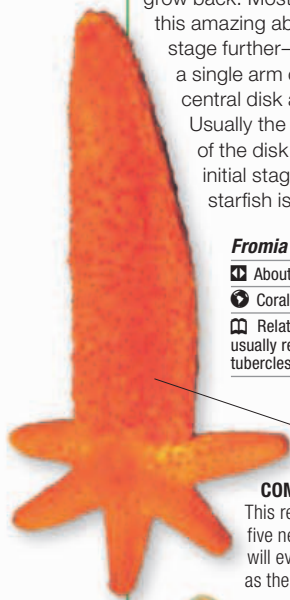 grow back. Most
this amazing ab
stage further–
a single arm
central disk a
Usually the
of the disk
initial stag
starfish is
Fromia
About
Coral
Relat
usually re
tubercles
CO
This re
five ne
will ev
as the